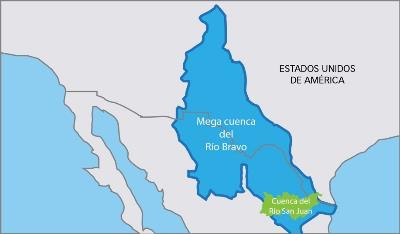 ESTADOS UNIDOS
DE AMÉRICA
Mega cuenca
del
Río Bravo
Cuenca del
Río San Juan